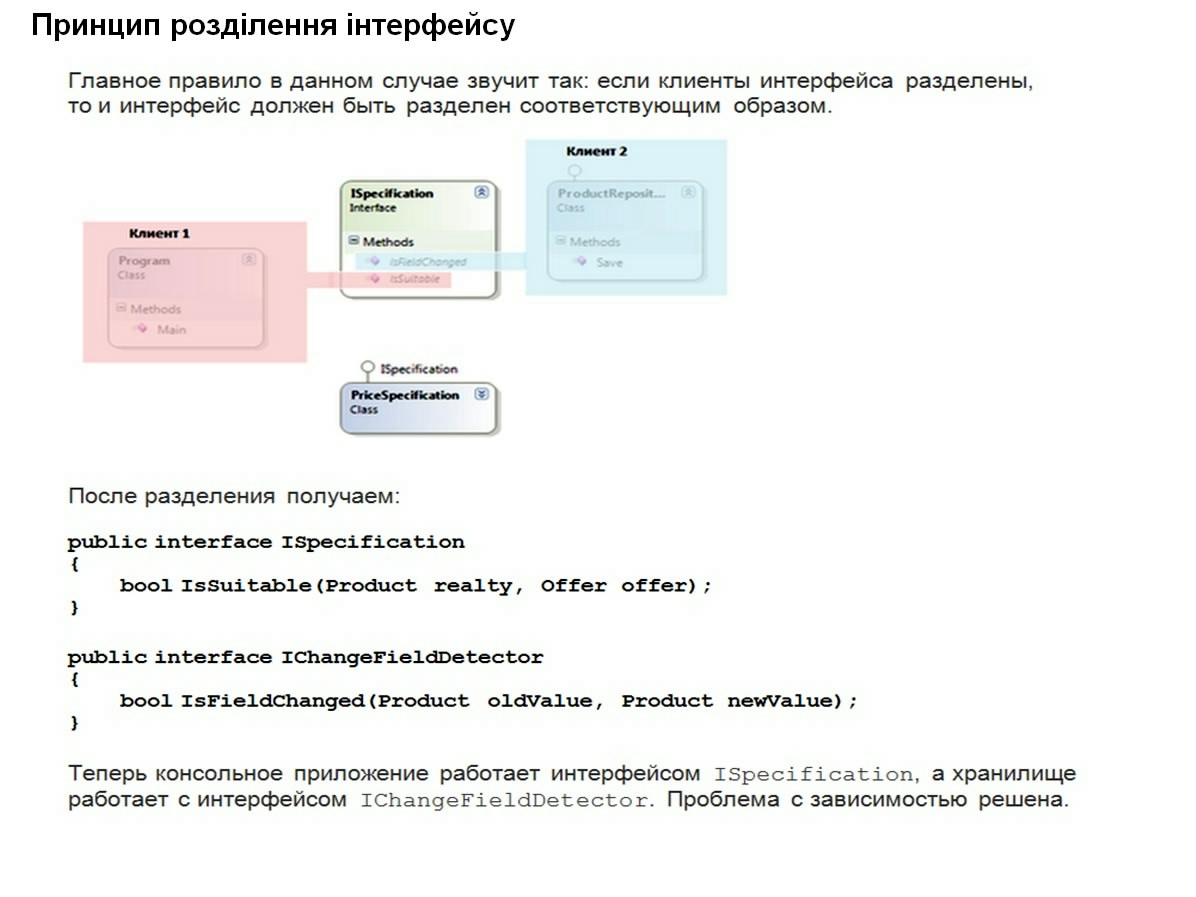 Принцип розділення інтерфейсу
Главное правило в данном случае звучит так: если клиенты интерфейса разделены,
то и интерфейс должен быть разделен соответствующим образом.
Клиент 2
ProductReposit...
Class
Methods
Save
ISpecification
Interface
Methods
IsFieldChanged
IsSuitable
Клиент 1
Program
Class
Methods
Main
ISpecification
PriceSpecification
Class
После разделения получаем:
public interface ISpecification
{
bool IsSuitable(Product realty, Offer offer);
}
public interface IChangeFieldDetector
{
bool IsFieldChanged(Product oldValue, Product newValue);
}
Теперь консольное приложение работает интерфейсом ISpecification, а хранилище
работает с интерфейсом IChangeFieldDetector. Проблема с зависимостью решена.